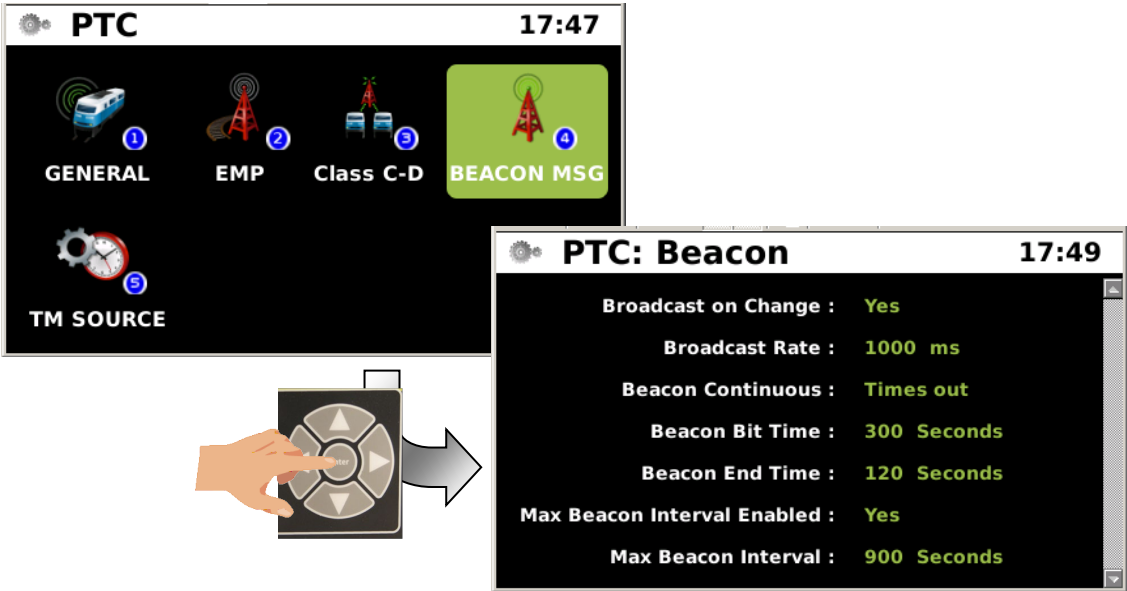 PTC 17:47
1 2 3 4
GENERAL EMP Class C-D BEACON MSG
5
TM SOURCE
PTC: Beacon 17:49
Broadcast on Change : Yes
Broadcast Rate : 1000 ms
Beacon Continuous : Times out
Beacon Bit Time : 300 Seconds
Beacon End Time : 120 Seconds
Max Beacon Interval Enabled : Yes
Max Beacon Interval : 900 Seconds